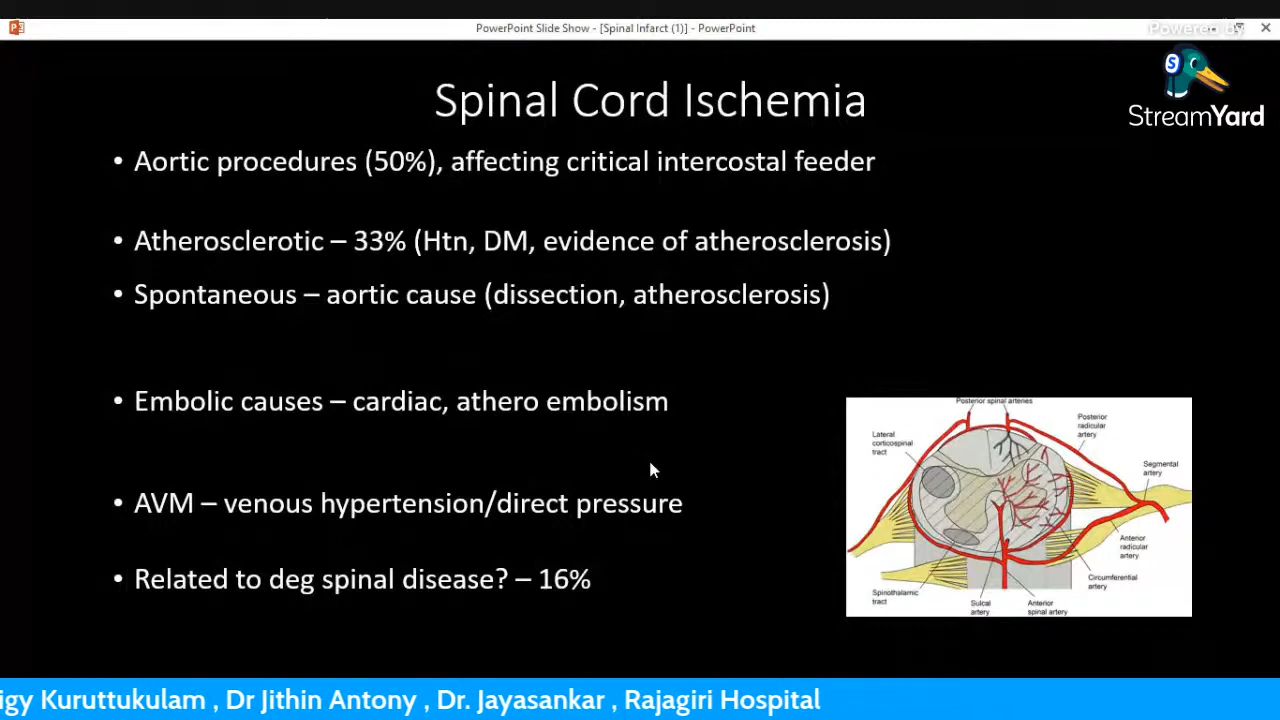 PowerPoint Slide Show - [Spinal Infarct (1)] - PowerPoint
Powered by
StreamYard
Spinal Cord Ischemia
• Aortic procedures (50%), affecting critical intercostal feeder
• Atherosclerotic – 33% (Htn, DM, evidence of atherosclerosis)
• Spontaneous – aortic cause (dissection, atherosclerosis)
• Embolic causes – cardiac, athero embolism
• AVM – venous hypertension/direct pressure
• Related to deg spinal disease? – 16%
Posterior spinal arteries
Posterior
radicular
artery
Lateral
corticospinal
tract
Segmental
artery
Anterior
radicular
artery
Circumferential
artery
Spinothalamic
tract
Sulcal
artery
Anterior
spinal artery
igy Kuruttukulam , Dr Jithin Antony , Dr. Jayasankar , Rajagiri Hospital